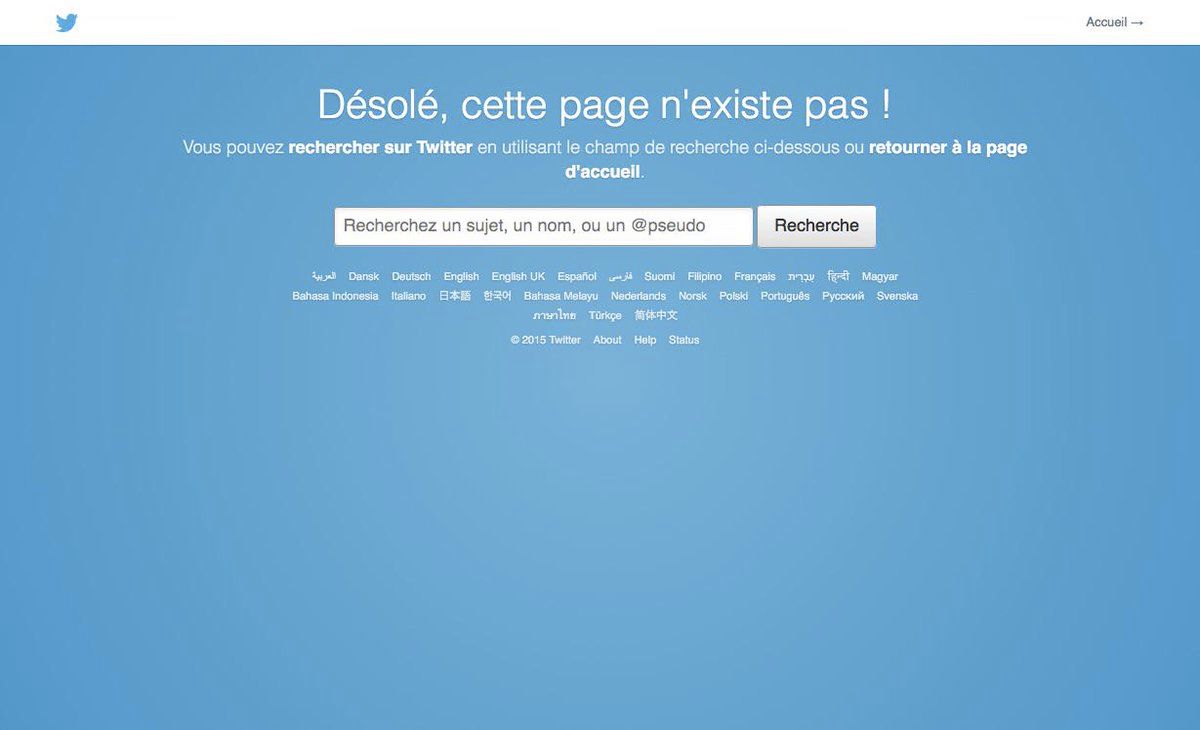 Accueil →
Désolé, cette page n'existe pas !
Vous pouvez rechercher sur Twitter en utilisant le champ de recherche ci-dessous ou retourner à la page
d'accueil.
Recherchez un sujet, un nom, ou un @pseudo Recherche
العربية Dansk Deutsch English English UK Español فارسی Suomi Filipino Français עִבְרִית हिन्दी Magyar
Bahasa Indonesia Italiano 日本語 한국어 Bahasa Melayu Nederlands Norsk Polski Português Русский Svenska
ภาษาไทย Türkçe 简体中文
© 2015 Twitter About Help Status